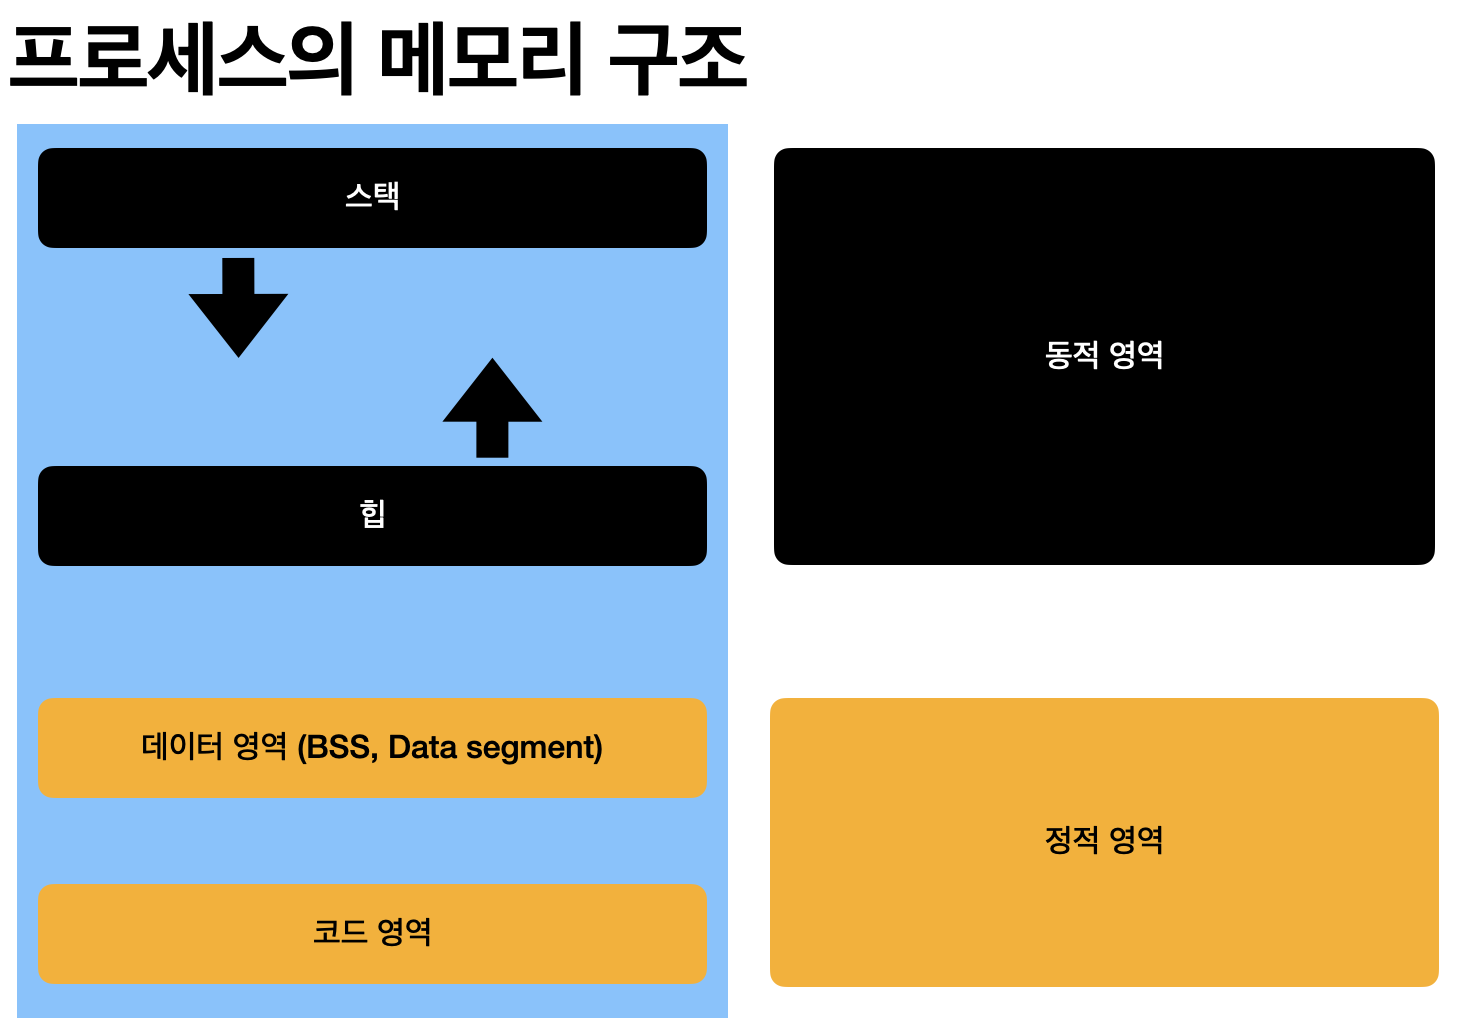 프로세스의 메모리 구조
스택
힙
데이터 영역 (BSS, Data segment)
코드 영역
동적 영역
정적 영역